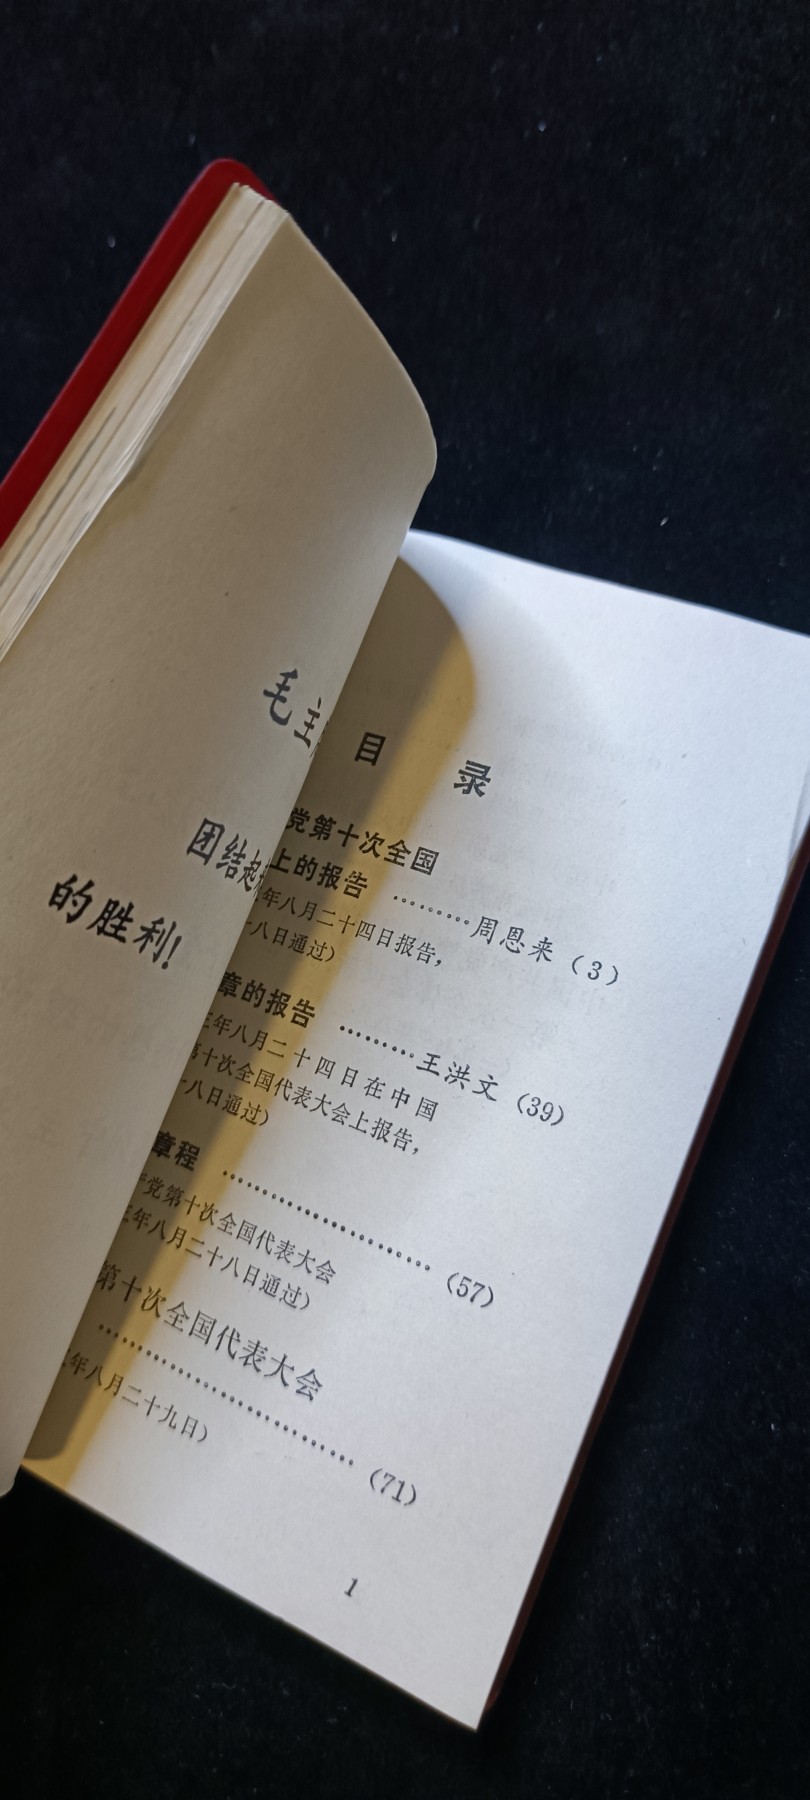 毛主
团结起
的胜利!
目 录
党第十次全国
上的报告 ………周恩来（3）
年八月二十四日报告，
八日通过）
章的报告 ………王洪文（39）
三年八月二十四日在中国
第十次全国代表大会上报告，
八日通过）
章程 ……………………（57）
党第十次全国代表大会
三年八月二十八日通过）
第十次全国代表大会
……………………………（71）
年八月二十九日）
1